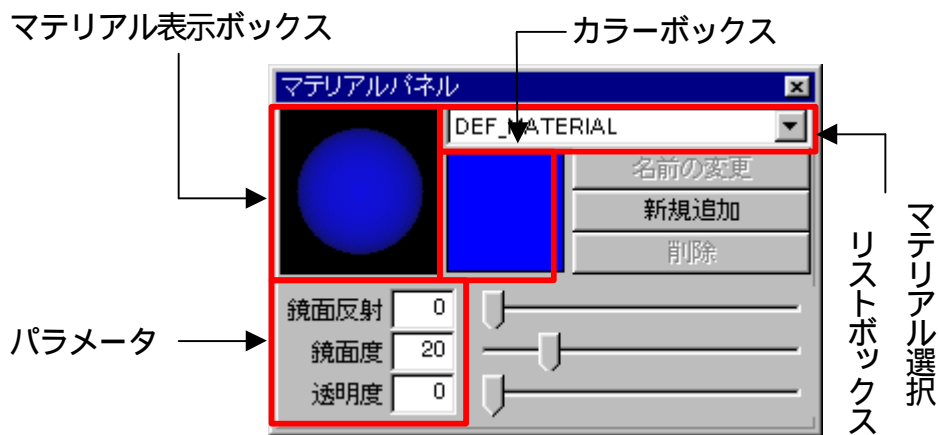 マテリアル表示ボックス
カラーボックス
マテリアルパネル
DEF_MATERIAL
名前の変更
新規追加
削除
マテリアル選択
リストボックス
パラメータ
鏡面反射 0
鏡面度 20
透明度 0